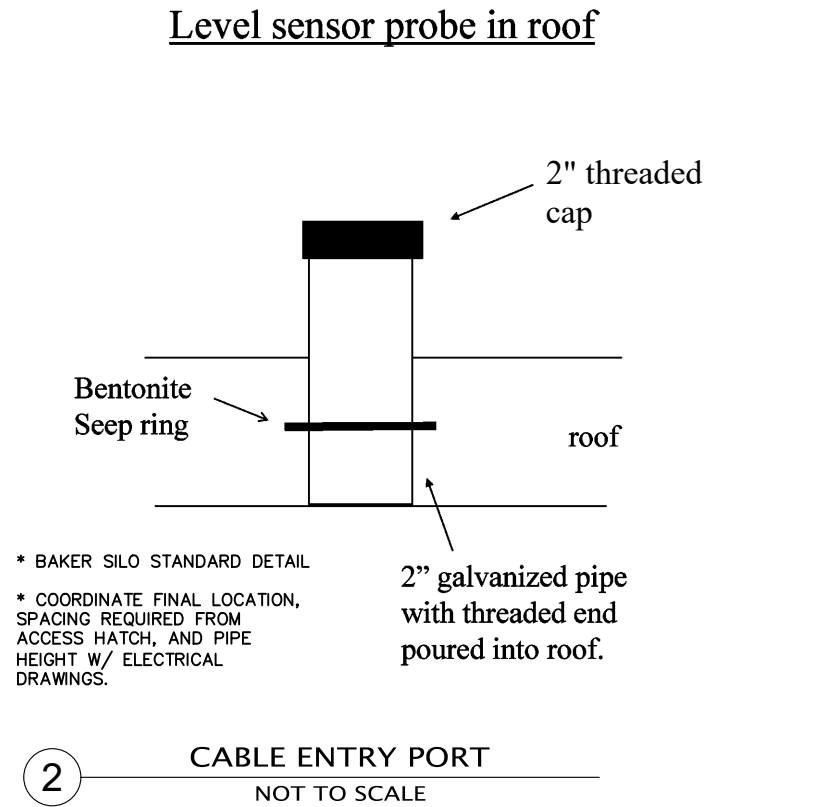 Level sensor probe in roof
2" threaded
cap
Bentonite
Seep ring
roof
2” galvanized pipe
with threaded end
poured into roof.
* BAKER SILO STANDARD DETAIL
* COORDINATE FINAL LOCATION,
SPACING REQUIRED FROM
ACCESS HATCH, AND PIPE
HEIGHT W/ ELECTRICAL
DRAWINGS.
2
CABLE ENTRY PORT
NOT TO SCALE